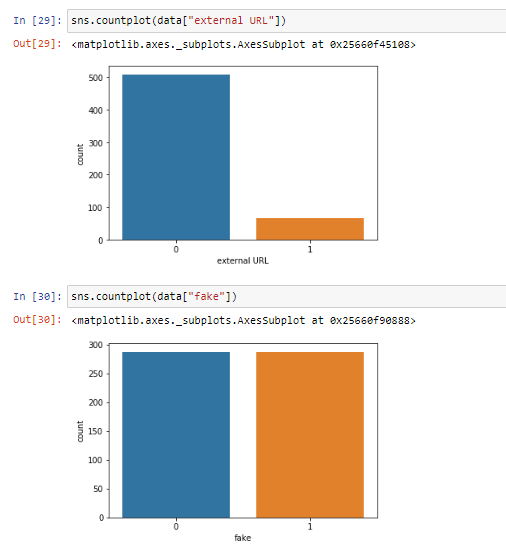 In [29]: sns.countplot(data["external URL"])
Out[29]: <matplotlib.axes._subplots.AxesSubplot at 0x25660f45108>
500
400
300
200
100
0
count
0 1
external URL
In [30]: sns.countplot(data["fake"])
Out[30]: <matplotlib.axes._subplots.AxesSubplot at 0x25660f90888>
300
250
200
150
100
50
0
count
0 1
fake